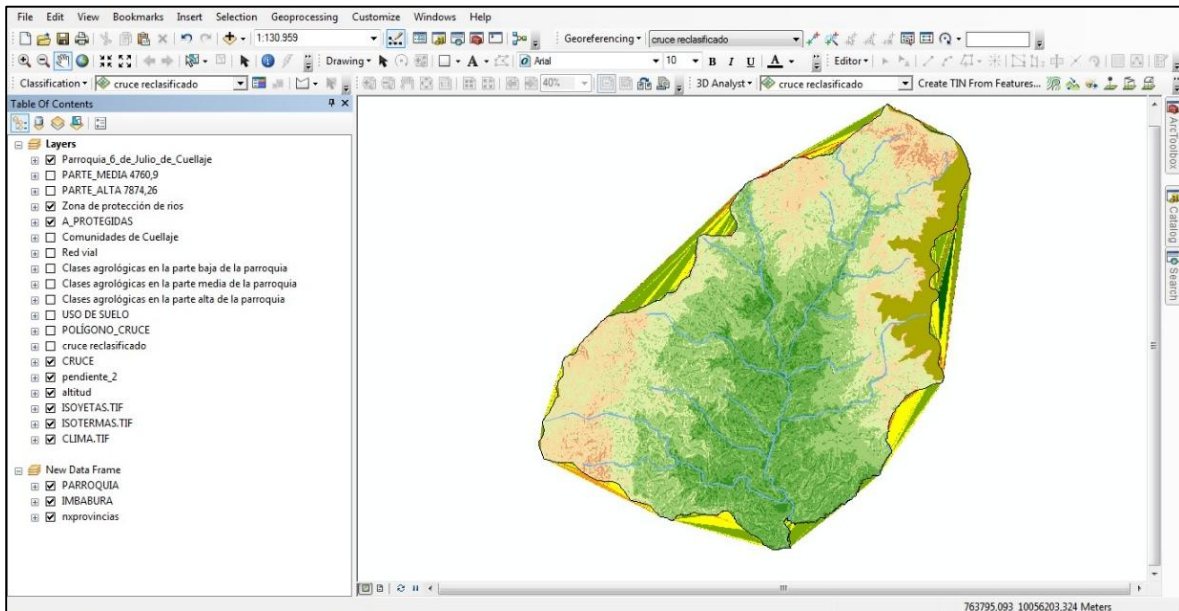 File Edit View Bookmarks Insert Selection Geoprocessing Customize Windows Help
1:130.959 Georeferencing cruce reclasificado
Drawing A Arial 10 B I U A Editor
Classification cruce reclasificado 40% 3D Analyst cruce reclasificado Create TIN From Features...
Table Of Contents
Layers
Parroquia_6_de_Julio_de_Cuellaje
PARTE_MEDIA 4760,9
PARTE_ALTA 7874,26
Zona de protección de rios
A_PROTEGIDAS
Comunidades de Cuellaje
Red vial
Clases agrológicas en la parte baja de la parroquia
Clases agrológicas en la parte media de la parroquia
Clases agrológicas en la parte alta de la parroquia
USO DE SUELO
POLÍGONO_CRUCE
cruce reclasificado
CRUCE
pendiente_2
altitud
ISOYETAS.TIF
ISOTERMAS.TIF
CLIMA.TIF
New Data Frame
PARROQUIA
IMBABURA
nxprovincias
ArcToolbox
Catalog
Search
763795.093 10056203.324 Meters